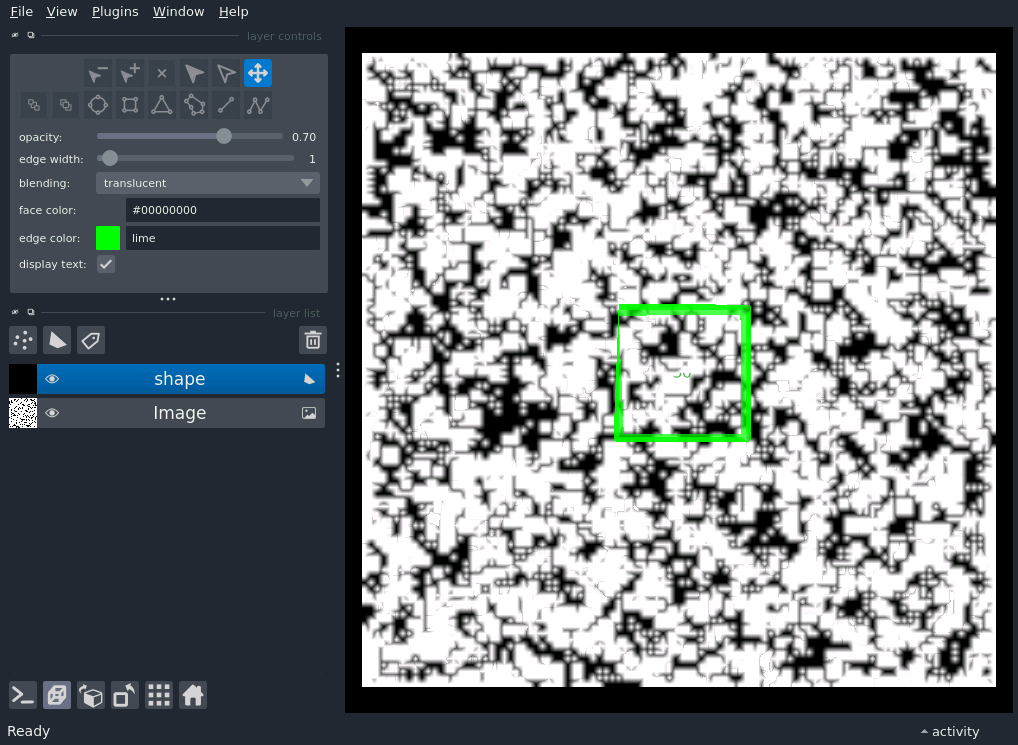 File View Plugins Window Help
layer controls
opacity: 0.70
edge width: 1
blending: translucent
face color: #00000000
edge color: lime
display text:
layer list
shape
Image
Ready
activity